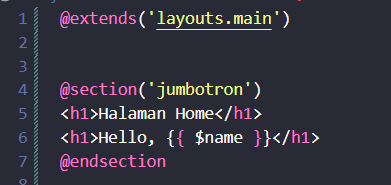 1 @extends('layouts.main')
2
3
4 @section('jumbotron')
5 <h1>Halaman Home</h1>
6 <h1>Hello, {{ $name }}</h1>
7 @endsection